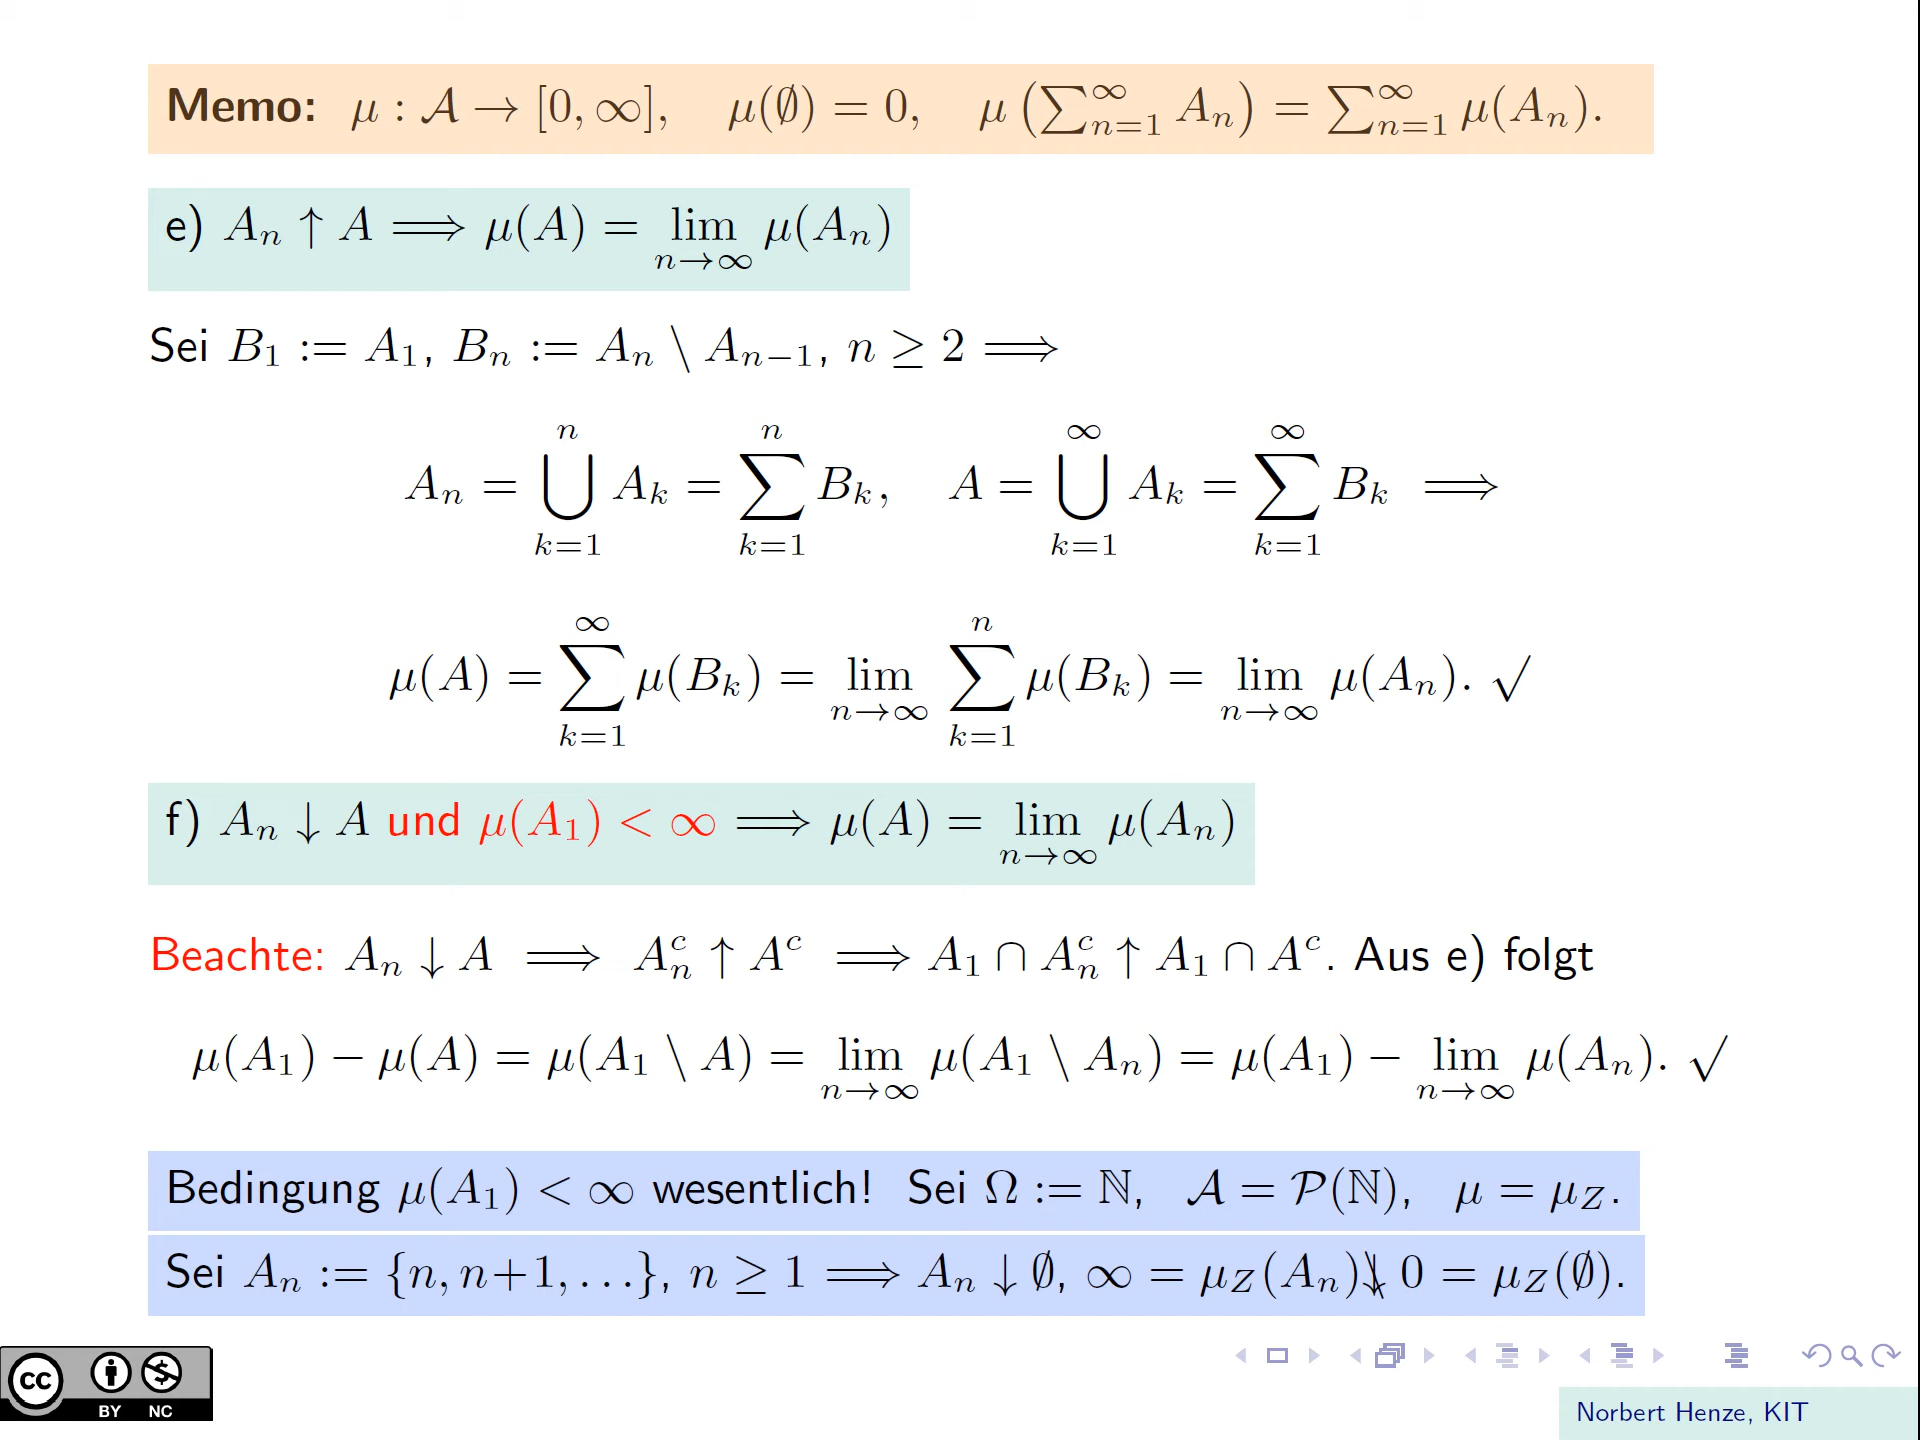 Memo: μ : 𝒜 → [0, ∞], μ(∅) = 0, μ(∑_{n=1}^∞ A_n) = ∑_{n=1}^∞ μ(A_n).
e) A_n ↑ A ⟹ μ(A) = lim_{n→∞} μ(A_n)
Sei B_1 := A_1, B_n := A_n \ A_{n−1}, n ≥ 2 ⟹
A_n = ⋃_{k=1}^n A_k = ∑_{k=1}^n B_k, A = ⋃_{k=1}^∞ A_k = ∑_{k=1}^∞ B_k ⟹
μ(A) = ∑_{k=1}^∞ μ(B_k) = lim_{n→∞} ∑_{k=1}^n μ(B_k) = lim_{n→∞} μ(A_n). √
f) A_n ↓ A und μ(A_1) < ∞ ⟹ μ(A) = lim_{n→∞} μ(A_n)
Beachte: A_n ↓ A ⟹ A_n^c ↑ A^c ⟹ A_1 ∩ A_n^c ↑ A_1 ∩ A^c. Aus e) folgt
μ(A_1) − μ(A) = μ(A_1 \ A) = lim_{n→∞} μ(A_1 \ A_n) = μ(A_1) − lim_{n→∞} μ(A_n). √
Bedingung μ(A_1) < ∞ wesentlich! Sei Ω := ℕ, 𝒜 = 𝒫(ℕ), μ = μ_Z.
Sei A_n := {n, n+1, …}, n ≥ 1 ⟹ A_n ↓ ∅, ∞ = μ_Z(A_n) ↓̸ 0 = μ_Z(∅).
cc BY NC
Norbert Henze, KIT